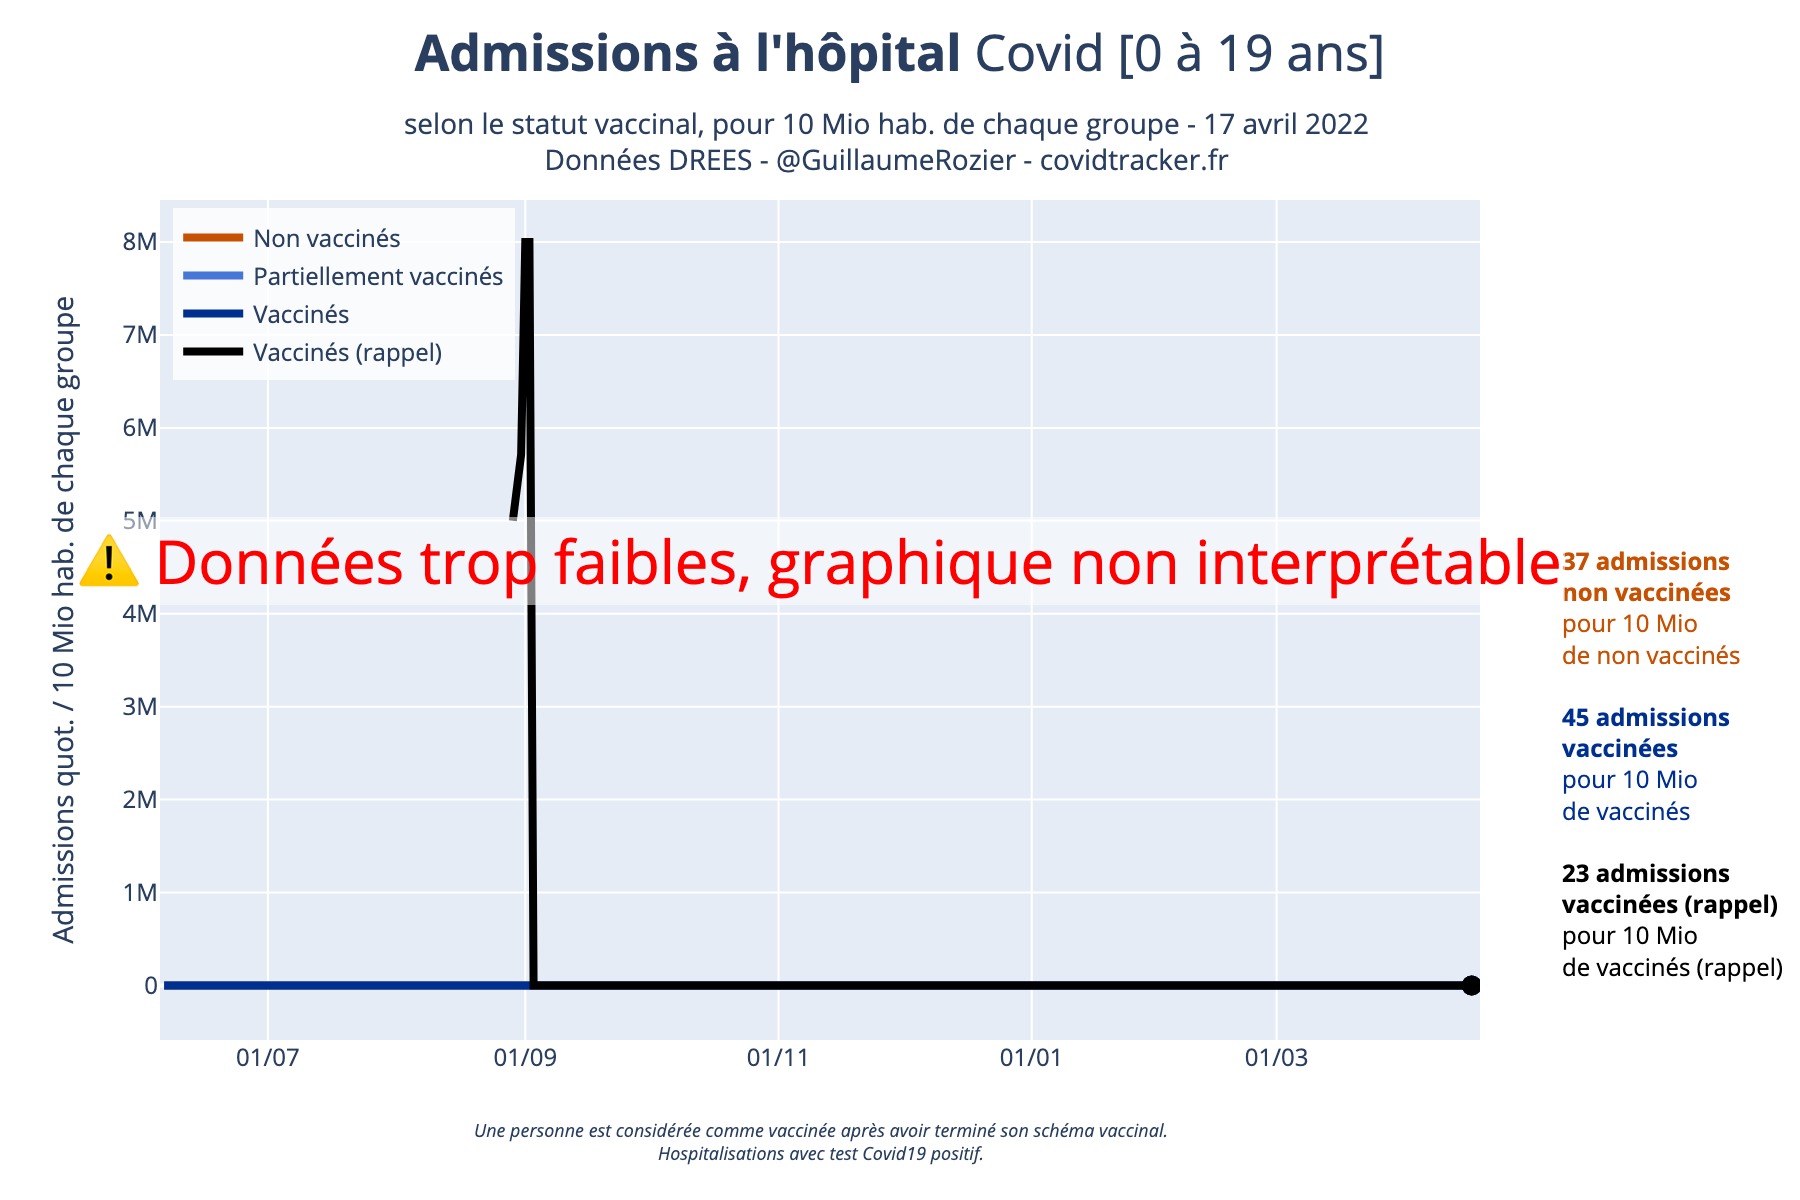 Admissions à l'hôpital Covid [0 à 19 ans]
selon le statut vaccinal, pour 10 Mio hab. de chaque groupe - 17 avril 2022
Données DREES - @GuillaumeRozier - covidtracker.fr
Admissions quot. / 10 Mio hab. de chaque groupe
8M
7M
6M
5M
4M
3M
2M
1M
0
Non vaccinés
Partiellement vaccinés
Vaccinés
Vaccinés (rappel)
⚠️ Données trop faibles, graphique non interprétable
37 admissions
non vaccinées
pour 10 Mio
de non vaccinés
45 admissions
vaccinées
pour 10 Mio
de vaccinés
23 admissions
vaccinées (rappel)
pour 10 Mio
de vaccinés (rappel)
01/07
01/09
01/11
01/01
01/03
Une personne est considérée comme vaccinée après avoir terminé son schéma vaccinal.
Hospitalisations avec test Covid19 positif.